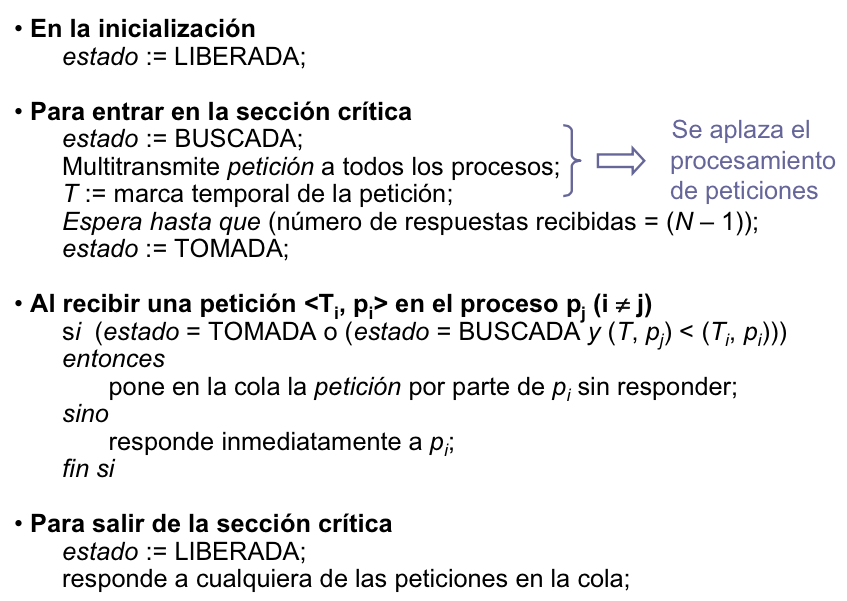 • En la inicialización
estado := LIBERADA;
• Para entrar en la sección crítica
estado := BUSCADA;
Multitransmite petición a todos los procesos;
T := marca temporal de la petición;
Espera hasta que (número de respuestas recibidas = (N – 1));
estado := TOMADA;
Se aplaza el
procesamiento
de peticiones
• Al recibir una petición <Ti, pi> en el proceso pj (i ≠ j)
si (estado = TOMADA o (estado = BUSCADA y (T, pj) < (Ti, pi)))
entonces
pone en la cola la petición por parte de pi sin responder;
sino
responde inmediatamente a pi;
fin si
• Para salir de la sección crítica
estado := LIBERADA;
responde a cualquiera de las peticiones en la cola;